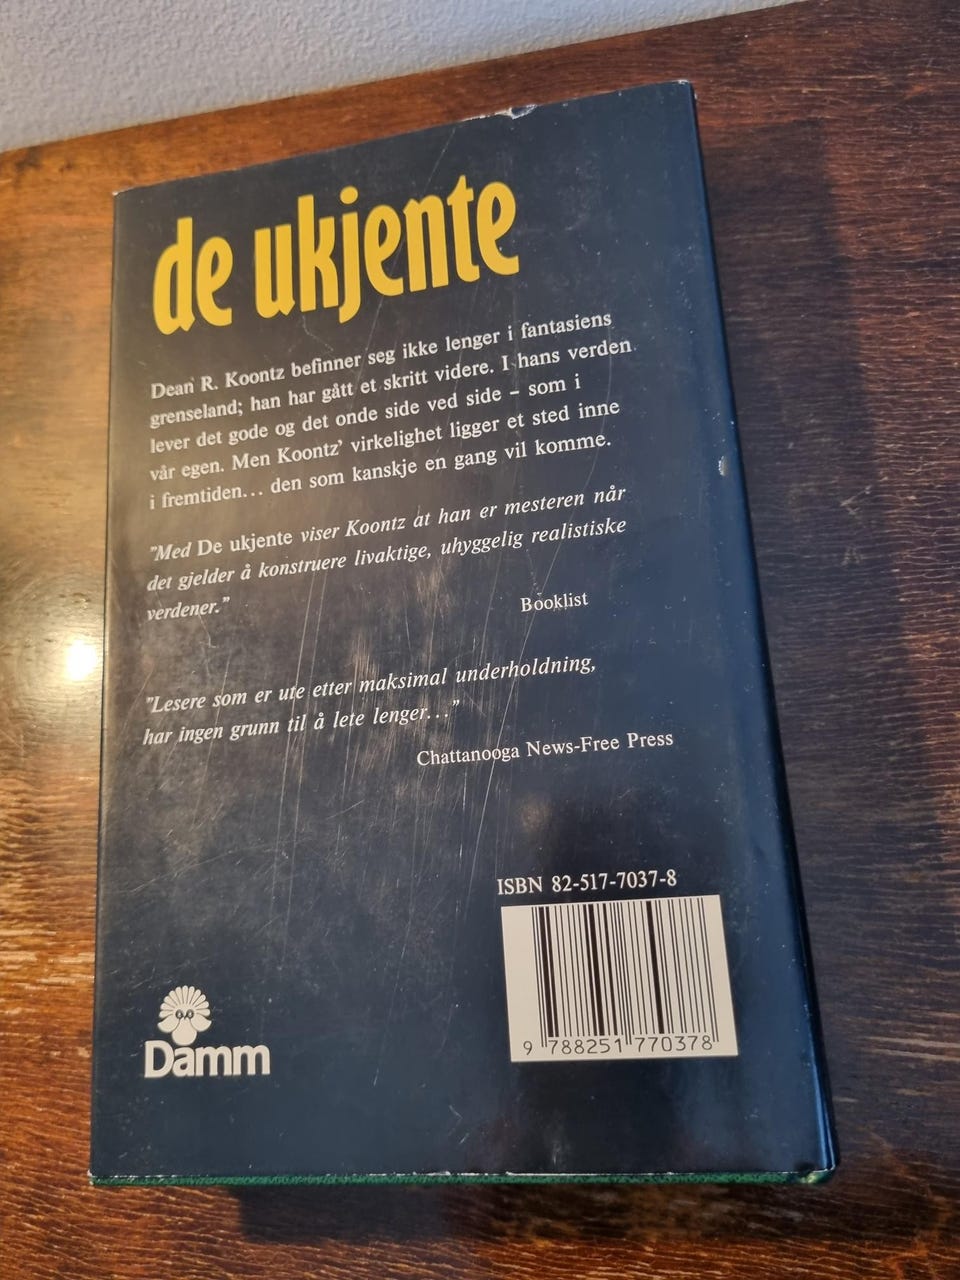 de ukjente
Dean R. Koontz befinner seg ikke lenger i fantasiens
grenseland; han har gått et skritt videre. I hans verden
lever det gode og det onde side ved side – som i
vår egen. Men Koontz’ virkelighet ligger et sted inne
i fremtiden... den som kanskje en gang vil komme.
”Med De ukjente viser Koontz at han er mesteren når
det gjelder å konstruere livaktige, uhyggelig realistiske
verdener.”
Booklist
”Lesere som er ute etter maksimal underholdning,
har ingen grunn til å lete lenger...”
Chattanooga News-Free Press
ISBN 82-517-7037-8
9 788251 770378
Damm